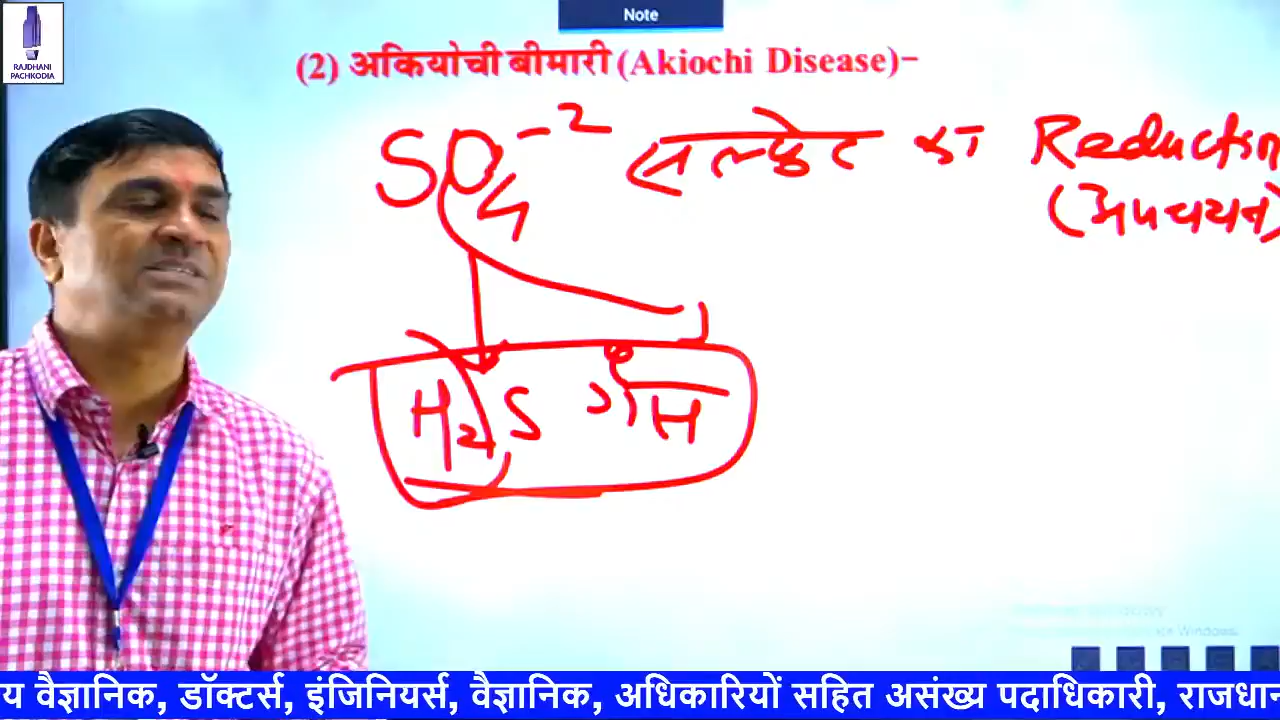 Note
RAJDHANI
PACHKODIA
(2) अकियोची बीमारी (Akiochi Disease)–
SO4 -2 सल्फेट का Reduction
(अपचयन)
H2S गैस
य वैज्ञानिक, डॉक्टर्स, इंजिनियर्स, वैज्ञानिक, अधिकारियों सहित असंख्य पदाधिकारी, राजधान